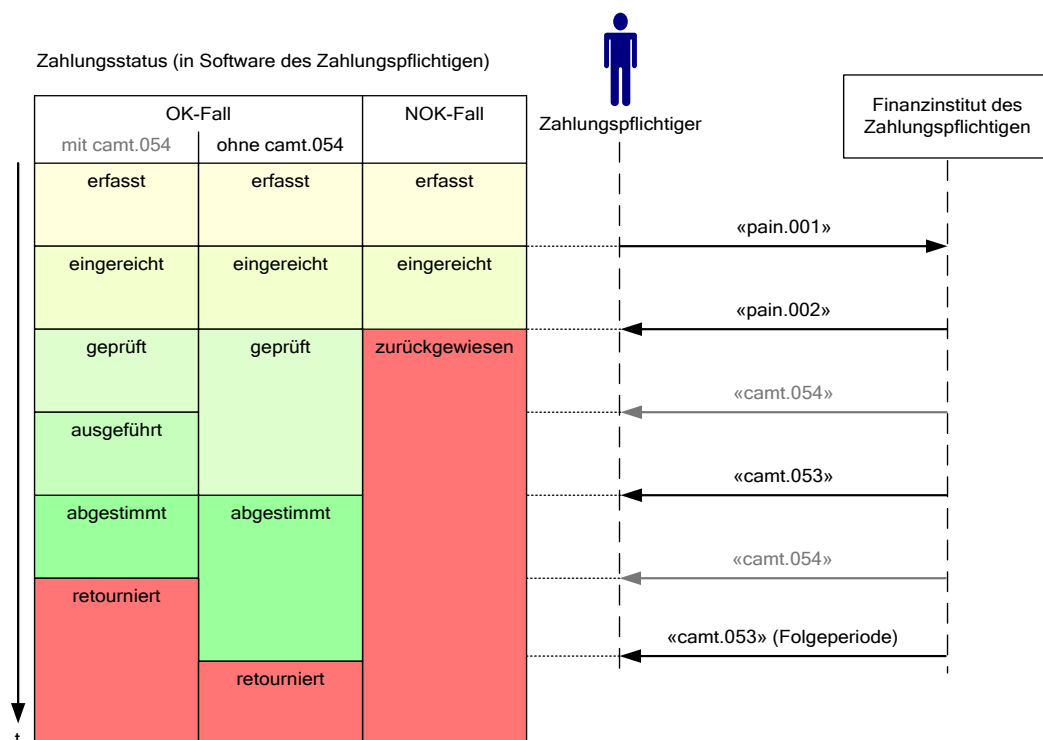 Zahlungsstatus (in Software des Zahlungspflichtigen)
OK-Fall
NOK-Fall
mit camt.054
ohne camt.054
Zahlungspflichtiger
Finanzinstitut des
Zahlungspflichtigen
erfasst
erfasst
erfasst
«pain.001»
eingereicht
eingereicht
eingereicht
«pain.002»
geprüft
geprüft
zurückgewiesen
«camt.054»
ausgeführt
«camt.053»
abgestimmt
abgestimmt
«camt.054»
retourniert
«camt.053» (Folgeperiode)
retourniert
t